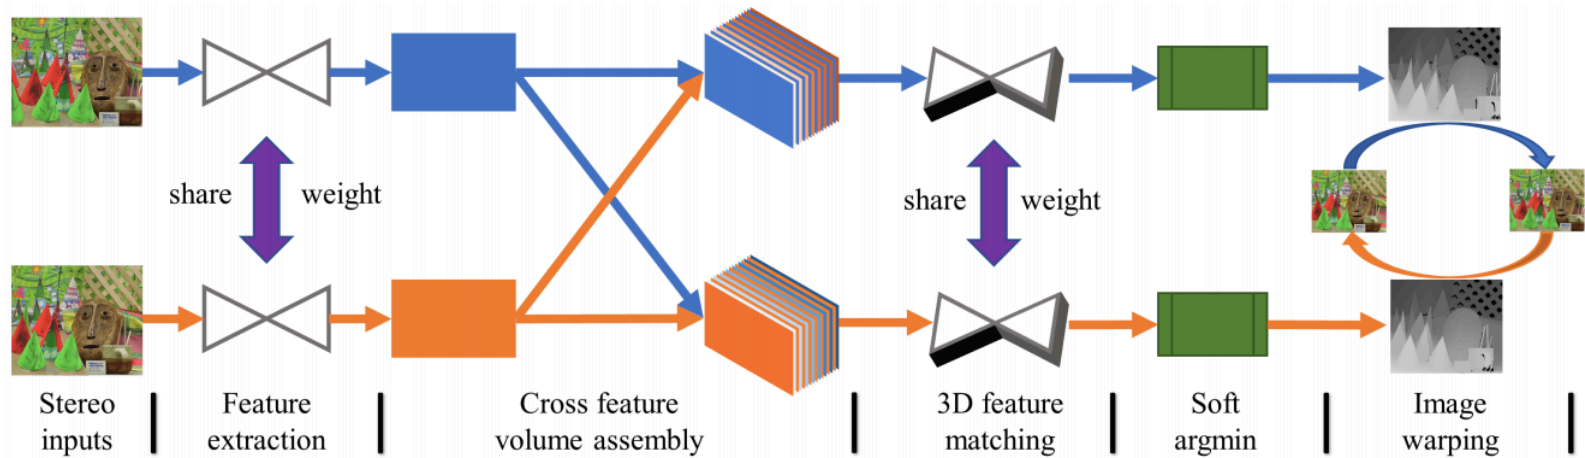 share weight
share weight
Stereo inputs
Feature extraction
Cross feature volume assembly
3D feature matching
Soft argmin
Image warping